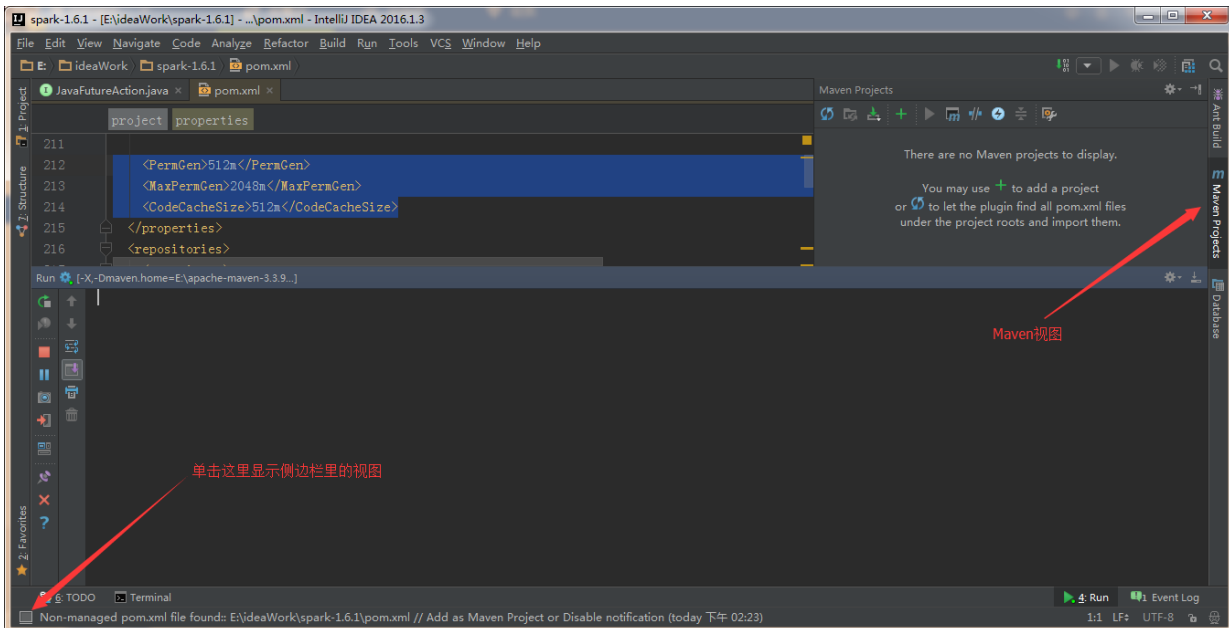 spark-1.6.1 - [E:\ideaWork\spark-1.6.1] - ...\pom.xml - IntelliJ IDEA 2016.1.3
File Edit View Navigate Code Analyze Refactor Build Run Tools VCS Window Help
E: ideaWork spark-1.6.1 pom.xml
JavaFutureAction.java pom.xml
Maven Projects
project properties
211
212 <PermGen>512m</PermGen>
213 <MaxPermGen>2048m</MaxPermGen>
214 <CodeCacheSize>512m</CodeCacheSize>
215 </properties>
216 <repositories>
There are no Maven projects to display.
You may use + to add a project
or to let the plugin find all pom.xml files
under the project roots and import them.
1: Project
7: Structure
2: Favorites
Ant Build
Maven Projects
Database
Run [-X,-Dmaven.home=E:\apache-maven-3.3.9...]
Maven视图
单击这里显示侧边栏里的视图
6: TODO Terminal
4: Run 1 Event Log
Non-managed pom.xml file found:: E:\ideaWork\spark-1.6.1\pom.xml // Add as Maven Project or Disable notification (today 下午 02:23)
1:1 LF UTF-8